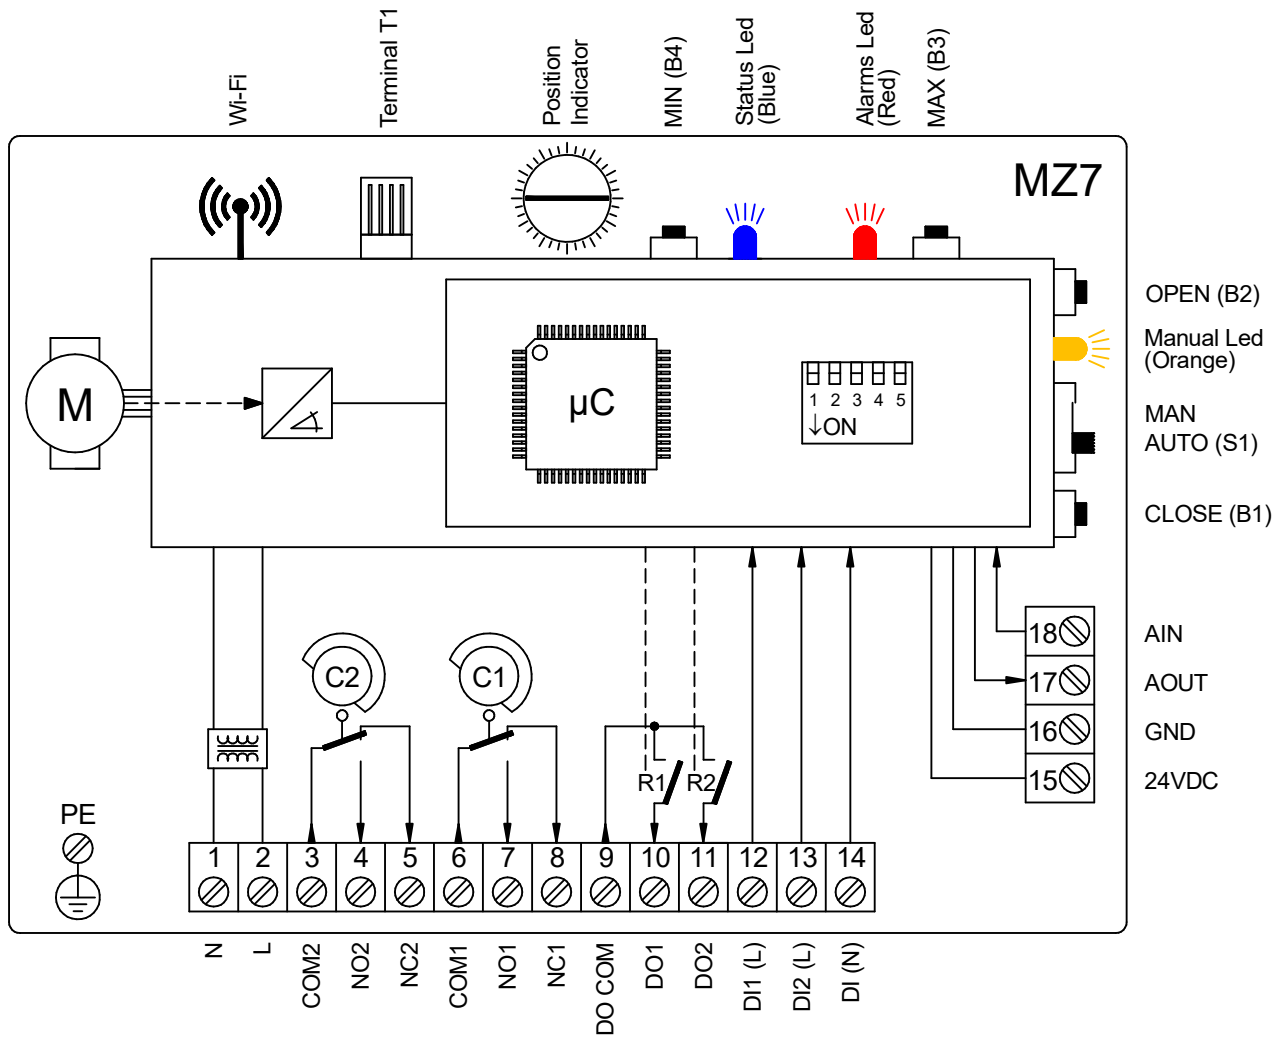 Wi-Fi
Terminal T1
Position
Indicator
MIN (B4)
Status Led
(Blue)
Alarms Led
(Red)
MAX (B3)
MZ7
OPEN (B2)
Manual Led
(Orange)
MAN
AUTO (S1)
CLOSE (B1)
M
µC
1 2 3 4 5
↓ON
C2
C1
R1
R2
18
AIN
17
AOUT
16
GND
15
24VDC
PE
1 2 3 4 5 6 7 8 9 10 11 12 13 14
N
L
COM2
NO2
NC2
COM1
NO1
NC1
DO COM
DO1
DO2
DI1 (L)
DI2 (L)
DI (N)